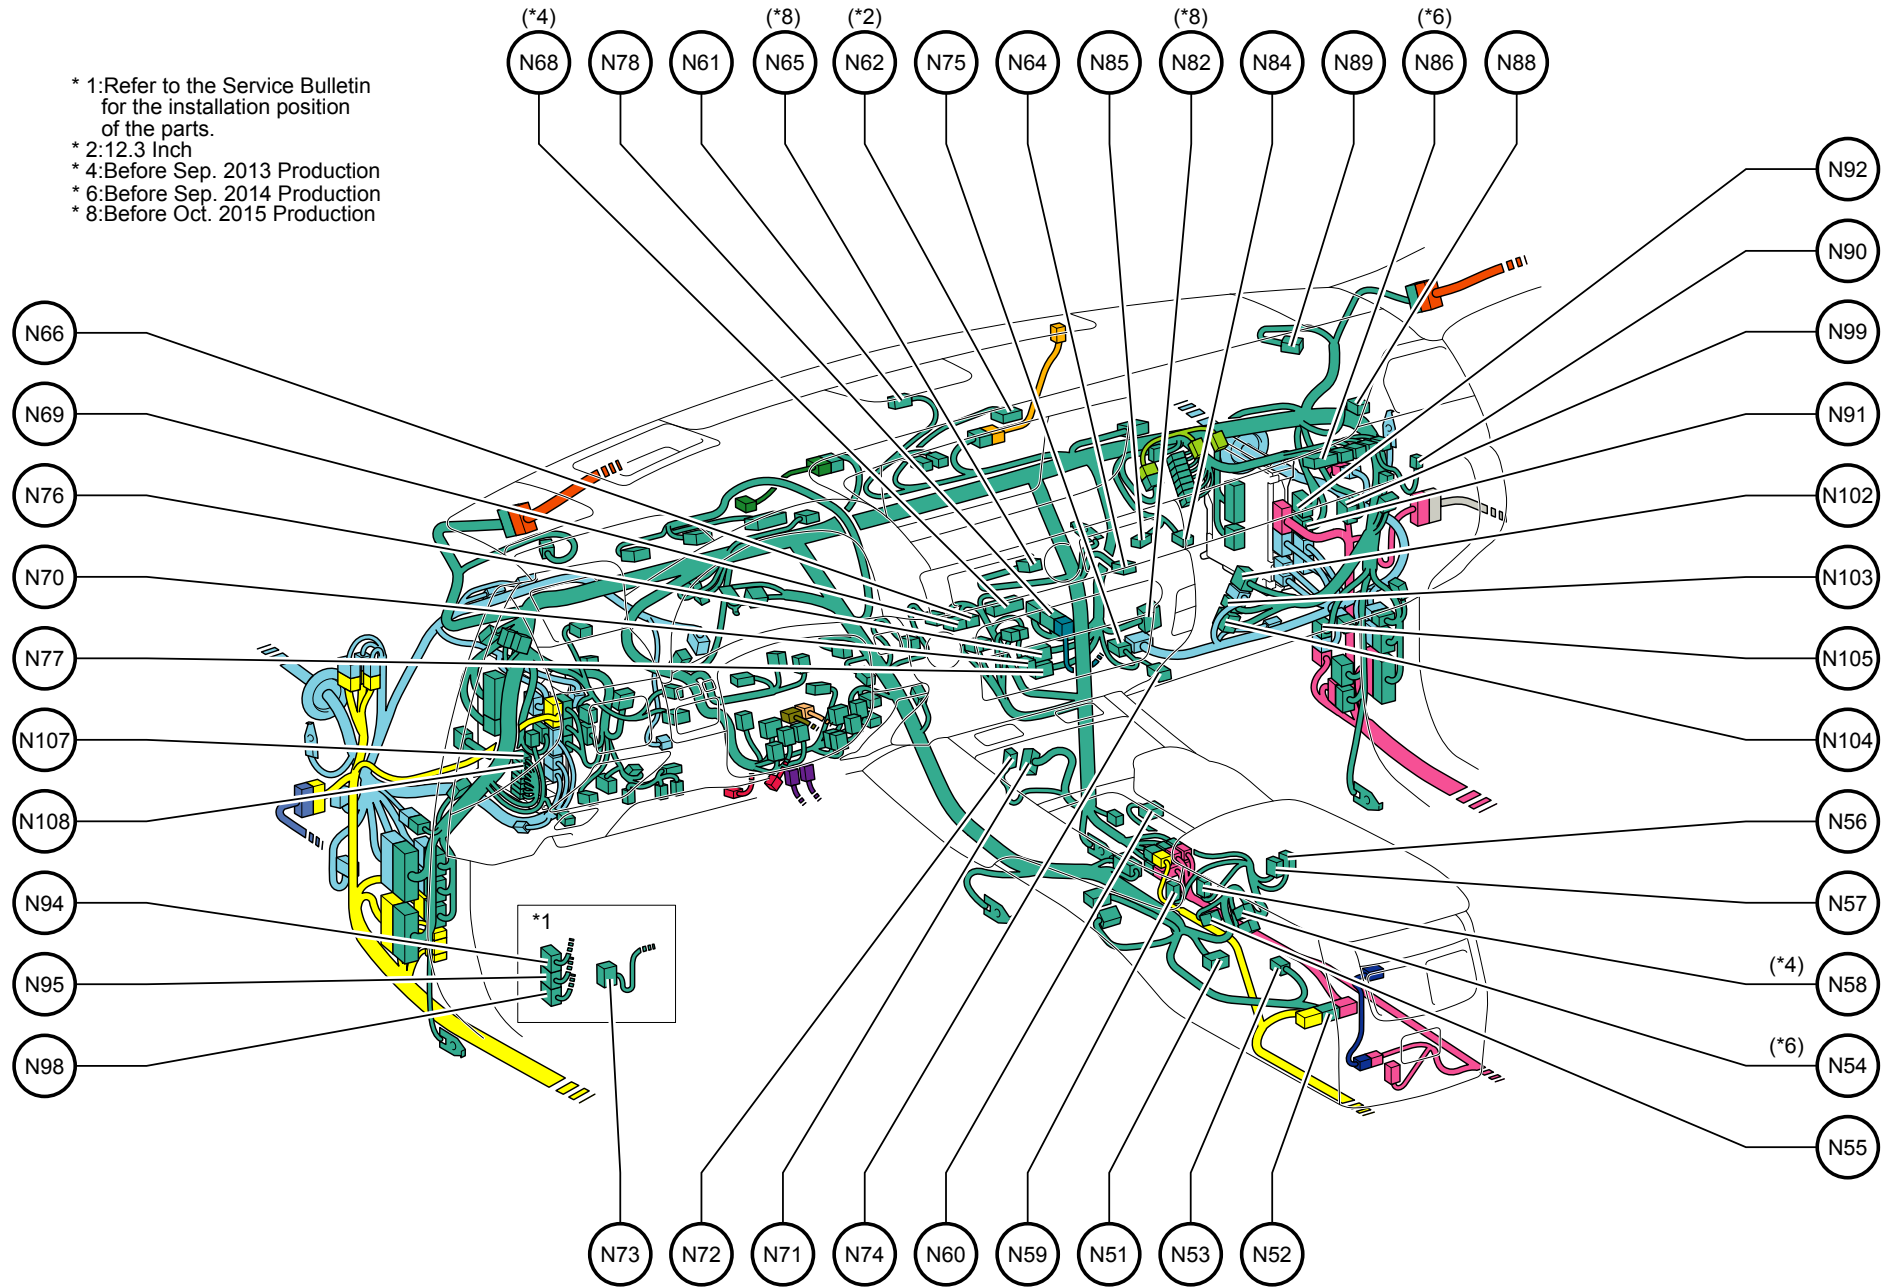 (*4)
(*8)
(*2)
(*8)
(*6)
N68
N78
N61
N65
N62
N75
N64
N85
N82
N84
N89
N86
N88
* 1:Refer to the Service Bulletin
for the installation position
of the parts.
* 2:12.3 Inch
* 4:Before Sep. 2013 Production
* 6:Before Sep. 2014 Production
* 8:Before Oct. 2015 Production
N92
N90
N99
N91
N102
N103
N105
N104
N56
N57
(*4)
N58
(*6)
N54
N55
N66
N69
N76
N70
N77
N107
N108
N94
N95
N98
*1
N73
N72
N71
N74
N60
N59
N51
N53
N52